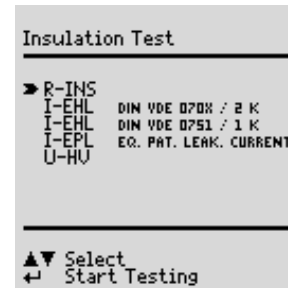 Insulation Test
R-INS
I-EHL DIN VDE 070X / 2 K
I-EHL DIN VDE 0751 / 1 K
I-EPL EQ. PAT. LEAK. CURRENT
U-HV
▲▼ Select
↵ Start Testing